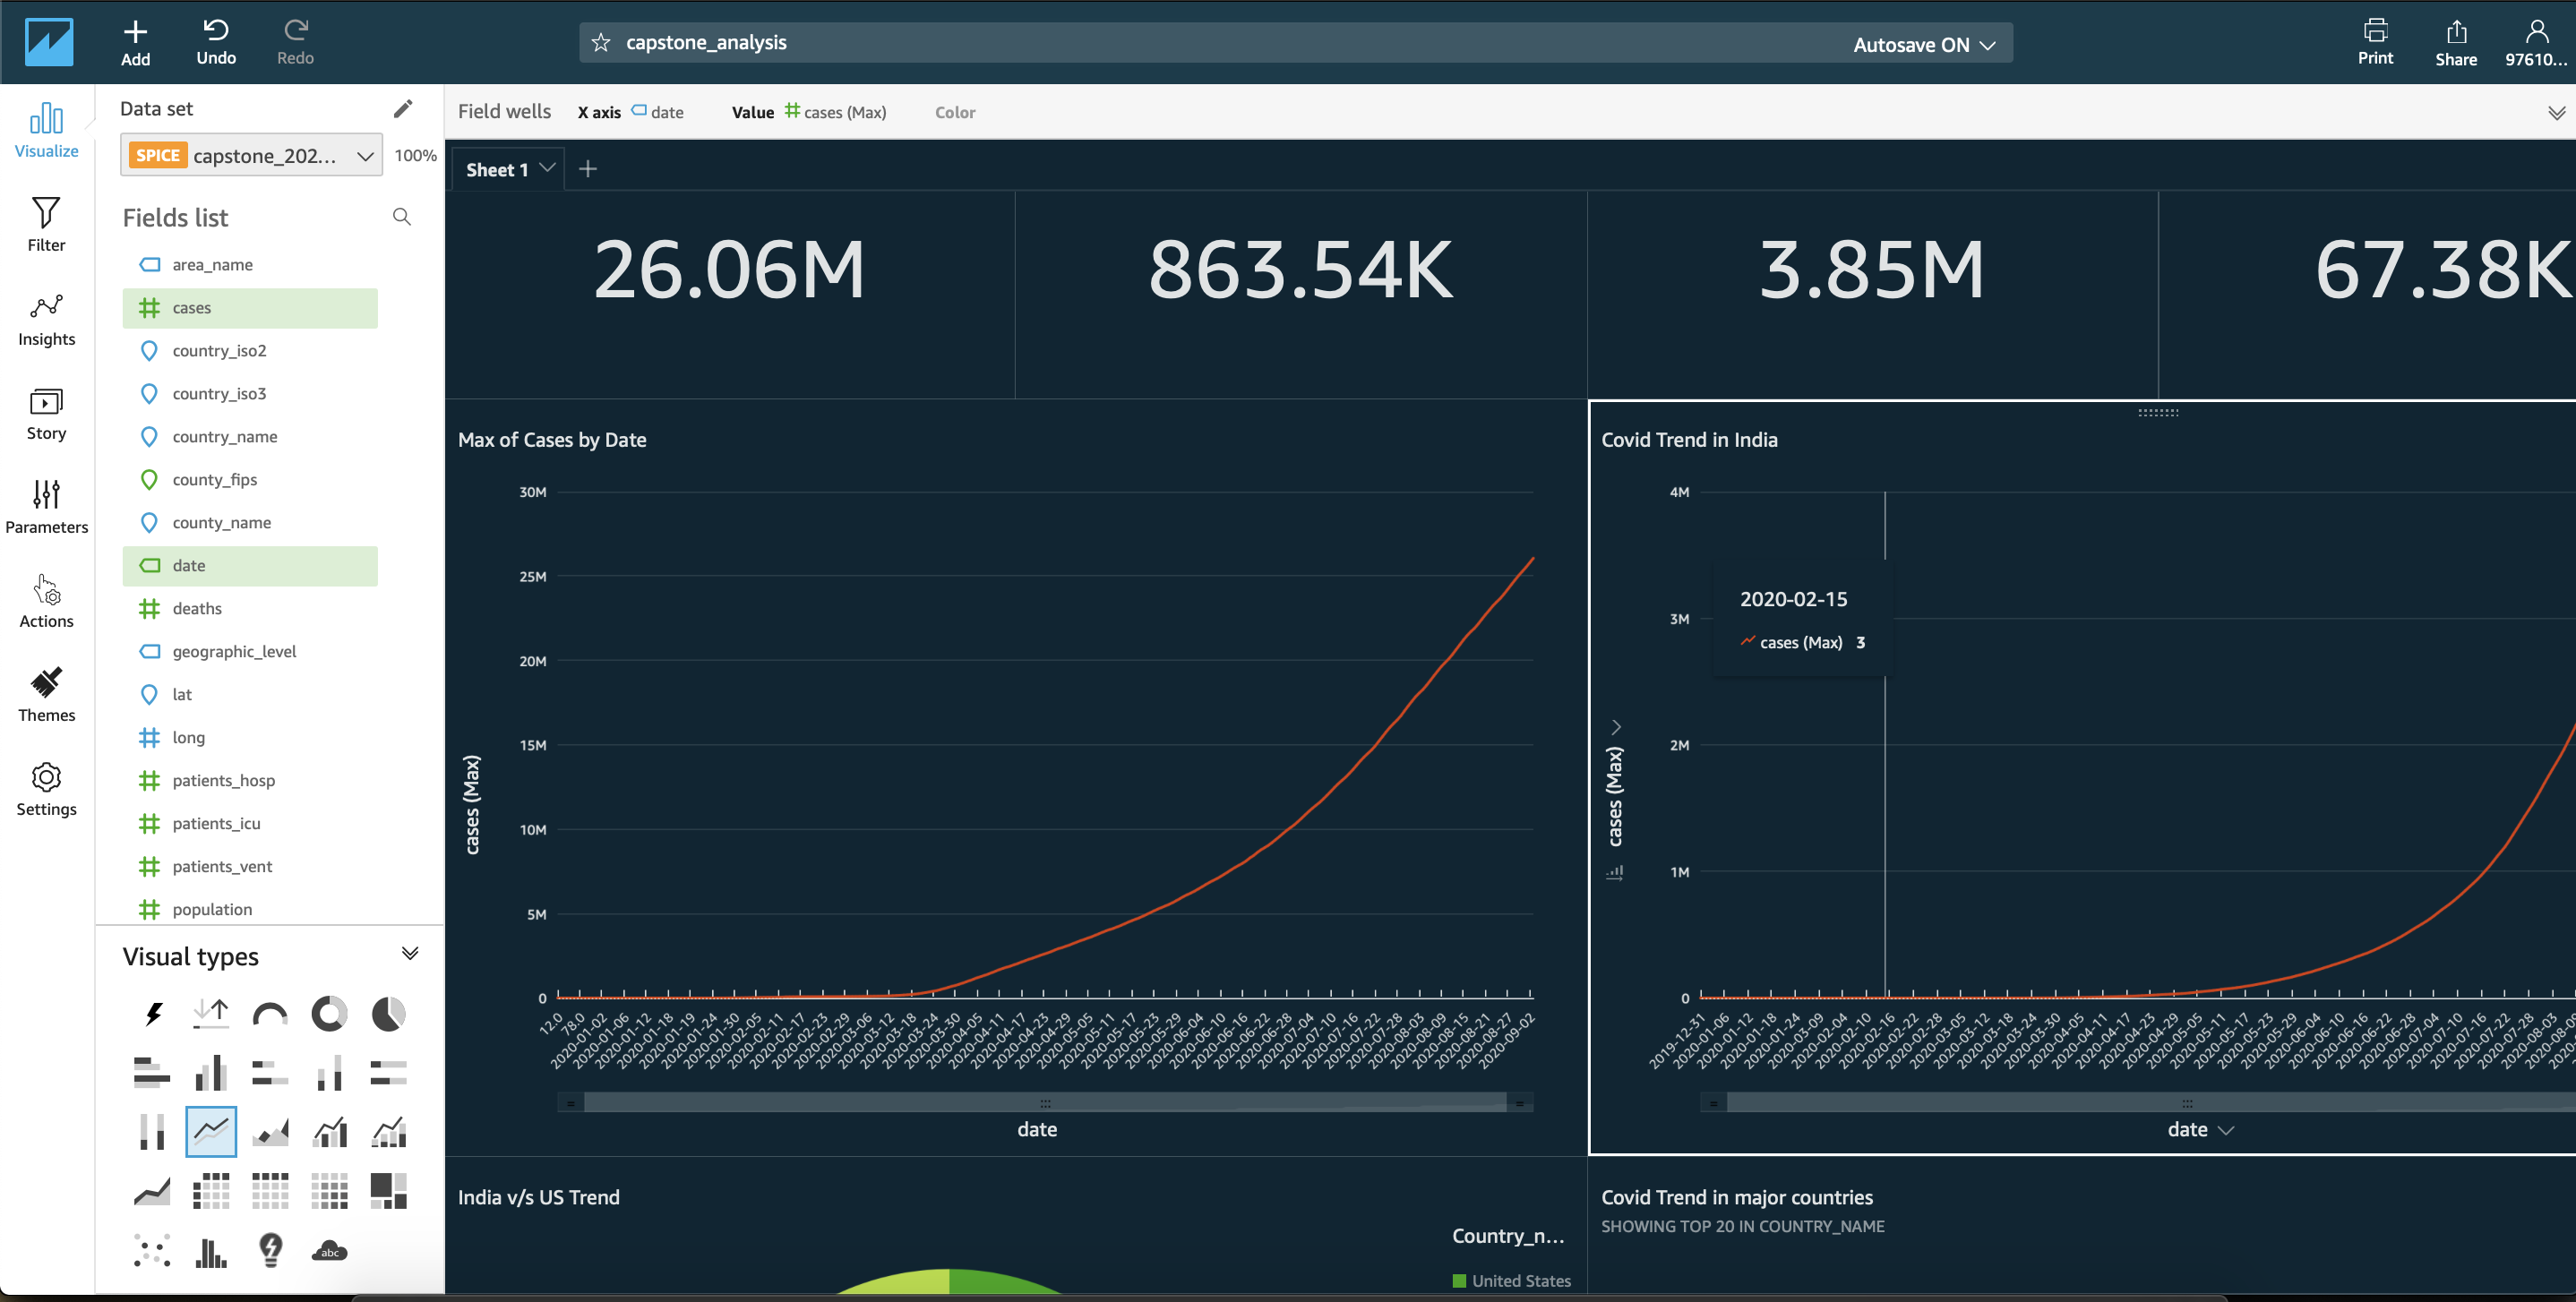 Add
Undo
Redo
capstone_analysis
Autosave ON
Print
Share
97610...
Visualize
Filter
Insights
Story
Parameters
Actions
Themes
Settings
Data set
SPICE capstone_202... 100%
Fields list
area_name
cases
country_iso2
country_iso3
country_name
county_fips
county_name
date
deaths
geographic_level
lat
long
patients_hosp
patients_icu
patients_vent
population
Visual types
abc
Field wells X axis date Value cases (Max) Color
Sheet 1
26.06M
863.54K
3.85M
67.38K
Max of Cases by Date
cases (Max)
30M
25M
20M
15M
10M
5M
0
12.0
78.0
2020-01-02
2020-01-06
2020-01-12
2020-01-18
2020-01-19
2020-01-24
2020-01-30
2020-02-05
2020-02-11
2020-02-17
2020-02-23
2020-02-29
2020-03-06
2020-03-12
2020-03-18
2020-03-24
2020-03-30
2020-04-05
2020-04-11
2020-04-17
2020-04-23
2020-04-29
2020-05-05
2020-05-11
2020-05-17
2020-05-23
2020-05-29
2020-06-04
2020-06-10
2020-06-16
2020-06-22
2020-06-28
2020-07-04
2020-07-10
2020-07-16
2020-07-22
2020-07-28
2020-08-03
2020-08-09
2020-08-15
2020-08-21
2020-08-27
2020-09-02
date
Covid Trend in India
cases (Max)
4M
3M
2M
1M
0
2020-02-15
cases (Max) 3
2019-12-31
2020-01-06
2020-01-12
2020-01-18
2020-01-24
2020-03-09
2020-02-04
2020-02-10
2020-02-16
2020-02-22
2020-02-28
2020-03-05
2020-03-12
2020-03-18
2020-03-24
2020-03-30
2020-04-05
2020-04-11
2020-04-17
2020-04-23
2020-04-29
2020-05-05
2020-05-11
2020-05-17
2020-05-23
2020-05-29
2020-06-04
2020-06-10
2020-06-16
2020-06-22
2020-06-28
2020-07-04
2020-07-10
2020-07-16
2020-07-22
2020-07-28
2020-08-03
date
India v/s US Trend
Country_n...
United States
Covid Trend in major countries
SHOWING TOP 20 IN COUNTRY_NAME